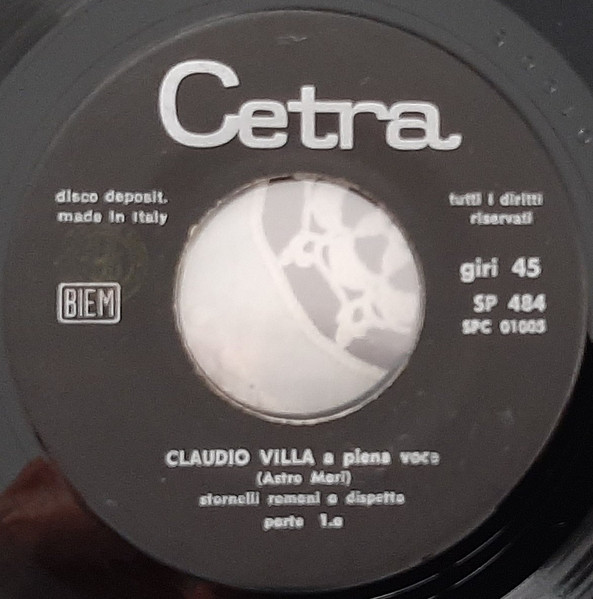 Cetra
disco deposit.
made in Italy
tutti i diritti
riservati
BIEM
giri 45
SP 484
SPC 01005
CLAUDIO VILLA a piena voce
(Astro Mari)
stornelli romani a dispetto
parte 1.a